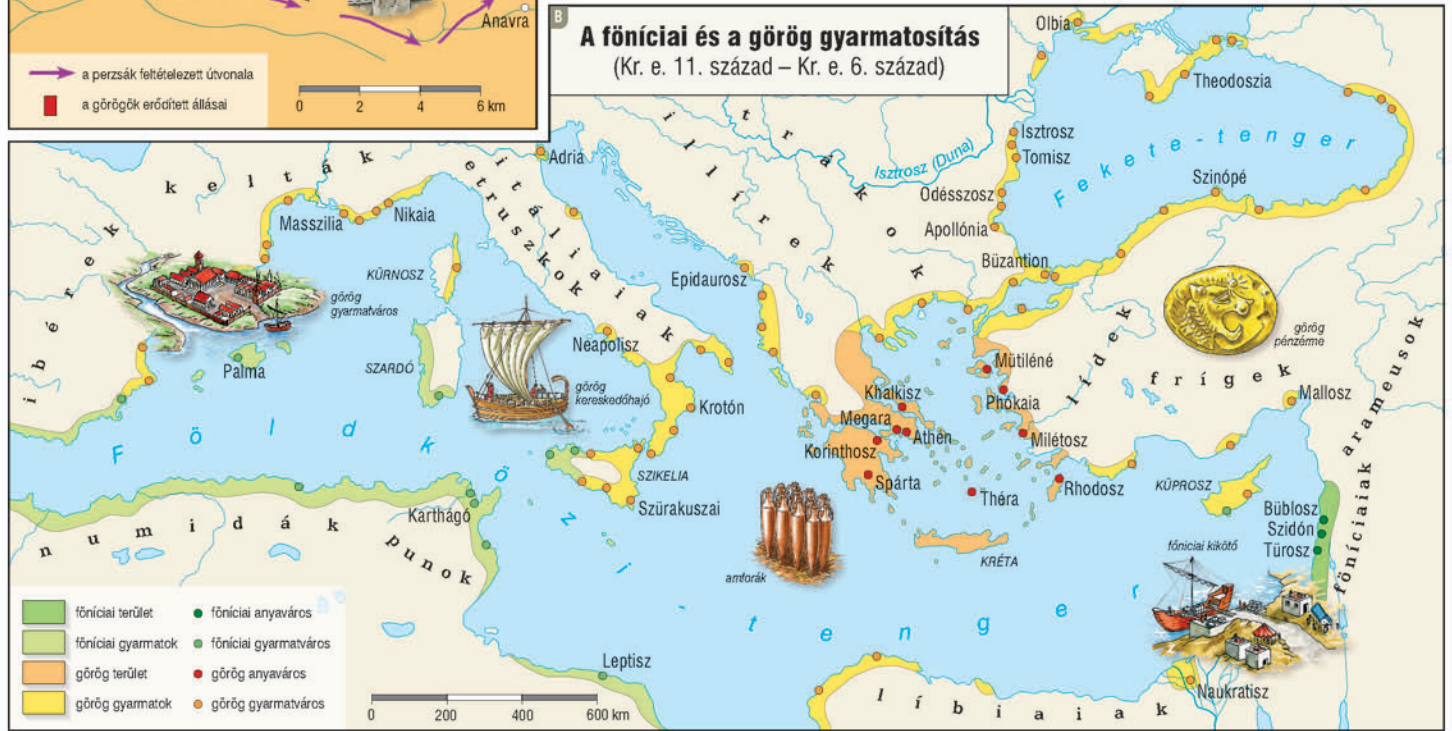 Anavra
a perzsák feltételezett útvonala
a görögök erődített állásai
0 2 4 6 km
B
A föníciai és a görög gyarmatosítás
(Kr. e. 11. század – Kr. e. 6. század)
Olbia
Theodoszia
trákok
illírek
Isztrosz
Tomisz
Isztrosz (Duna)
Fekete-tenger
Adria
itáliaiak
etruszkok
kelták
Odésszosz
Szinópé
Masszilia
Nikaia
Apollónia
ibérek
Büzantion
KÜRNOSZ
Epidaurosz
görög
gyarmatváros
görög
pénzérme
Neapolisz
lídek
Mütiléné
Palma
SZARDÓ
frígek
görög
kereskedőhajó
Khalkisz
Phókaia
Mallosz
Krotón
Megara
Athén
Milétosz
Földközi-tenger
Korinthosz
SZIKELIA
Spárta
Théra
Rhodosz
KÜPROSZ
Szürakuszai
Karthágó
Büblosz
Szidón
Türosz
numidák
punok
KRÉTA
föníciai kikötő
föníciaiak
arameusok
amforák
föníciai terület
föníciai anyaváros
föníciai gyarmatok
föníciai gyarmatváros
görög terület
görög anyaváros
görög gyarmatok
görög gyarmatváros
Leptisz
0 200 400 600 km
líbiaiak
Naukratisz